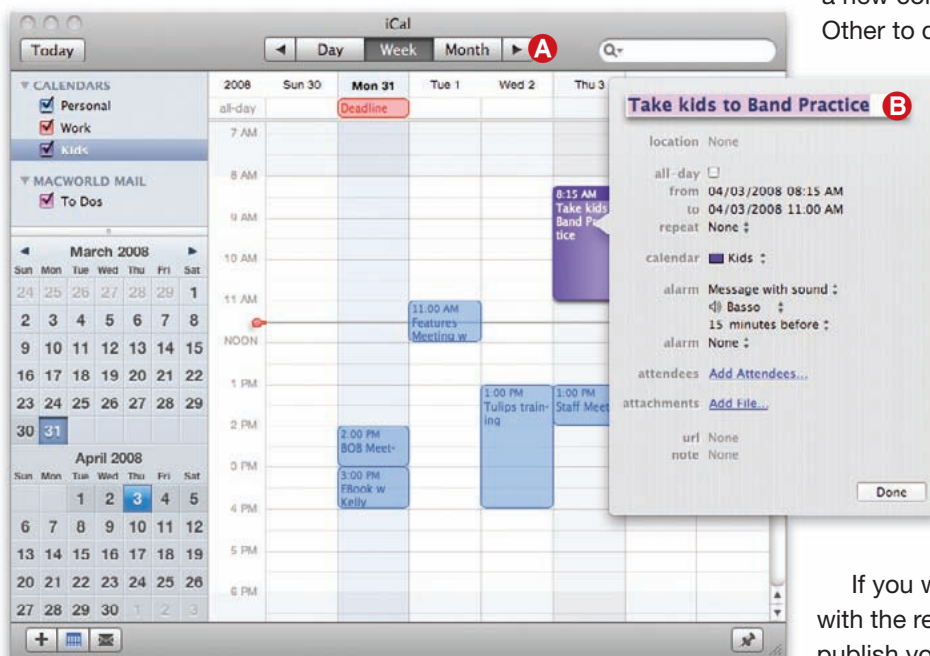 a new con
Other to c
iCal
Today
Day Week Month
A
CALENDARS
Personal
Work
Kids
MACWORLD MAIL
To Dos
March 2008
Sun Mon Tue Wed Thu Fri Sat
24 25 26 27 28 29 1
2 3 4 5 6 7 8
9 10 11 12 13 14 15
16 17 18 19 20 21 22
23 24 25 26 27 28 29
30 31
April 2008
Sun Mon Tue Wed Thu Fri Sat
1 2 3 4 5
6 7 8 9 10 11 12
13 14 15 16 17 18 19
20 21 22 23 24 25 26
27 28 29 30 1 2 3
2008 Sun 30 Mon 31 Tue 1 Wed 2 Thu 3
all-day Deadline
7 AM
8 AM
9 AM
10 AM
11 AM
NOON
1 PM
2 PM
3 PM
4 PM
5 PM
6 PM
2:00 PM
BOB Meet-
3:00 PM
EBook w
Kelly
11:00 AM
Features
Meeting w
1:00 PM
Tulips train-
ing
8:15 AM
Take kids
Band Prac
tice
1:00 PM
Staff Meet
Take kids to Band Practice
B
location None
all-day
from 04/03/2008 08:15 AM
to 04/03/2008 11:00 AM
repeat None
calendar Kids
alarm Message with sound
Basso
15 minutes before
alarm None
attendees Add Attendees...
attachments Add File...
url None
note None
Done
If you w
with the re
publish yo